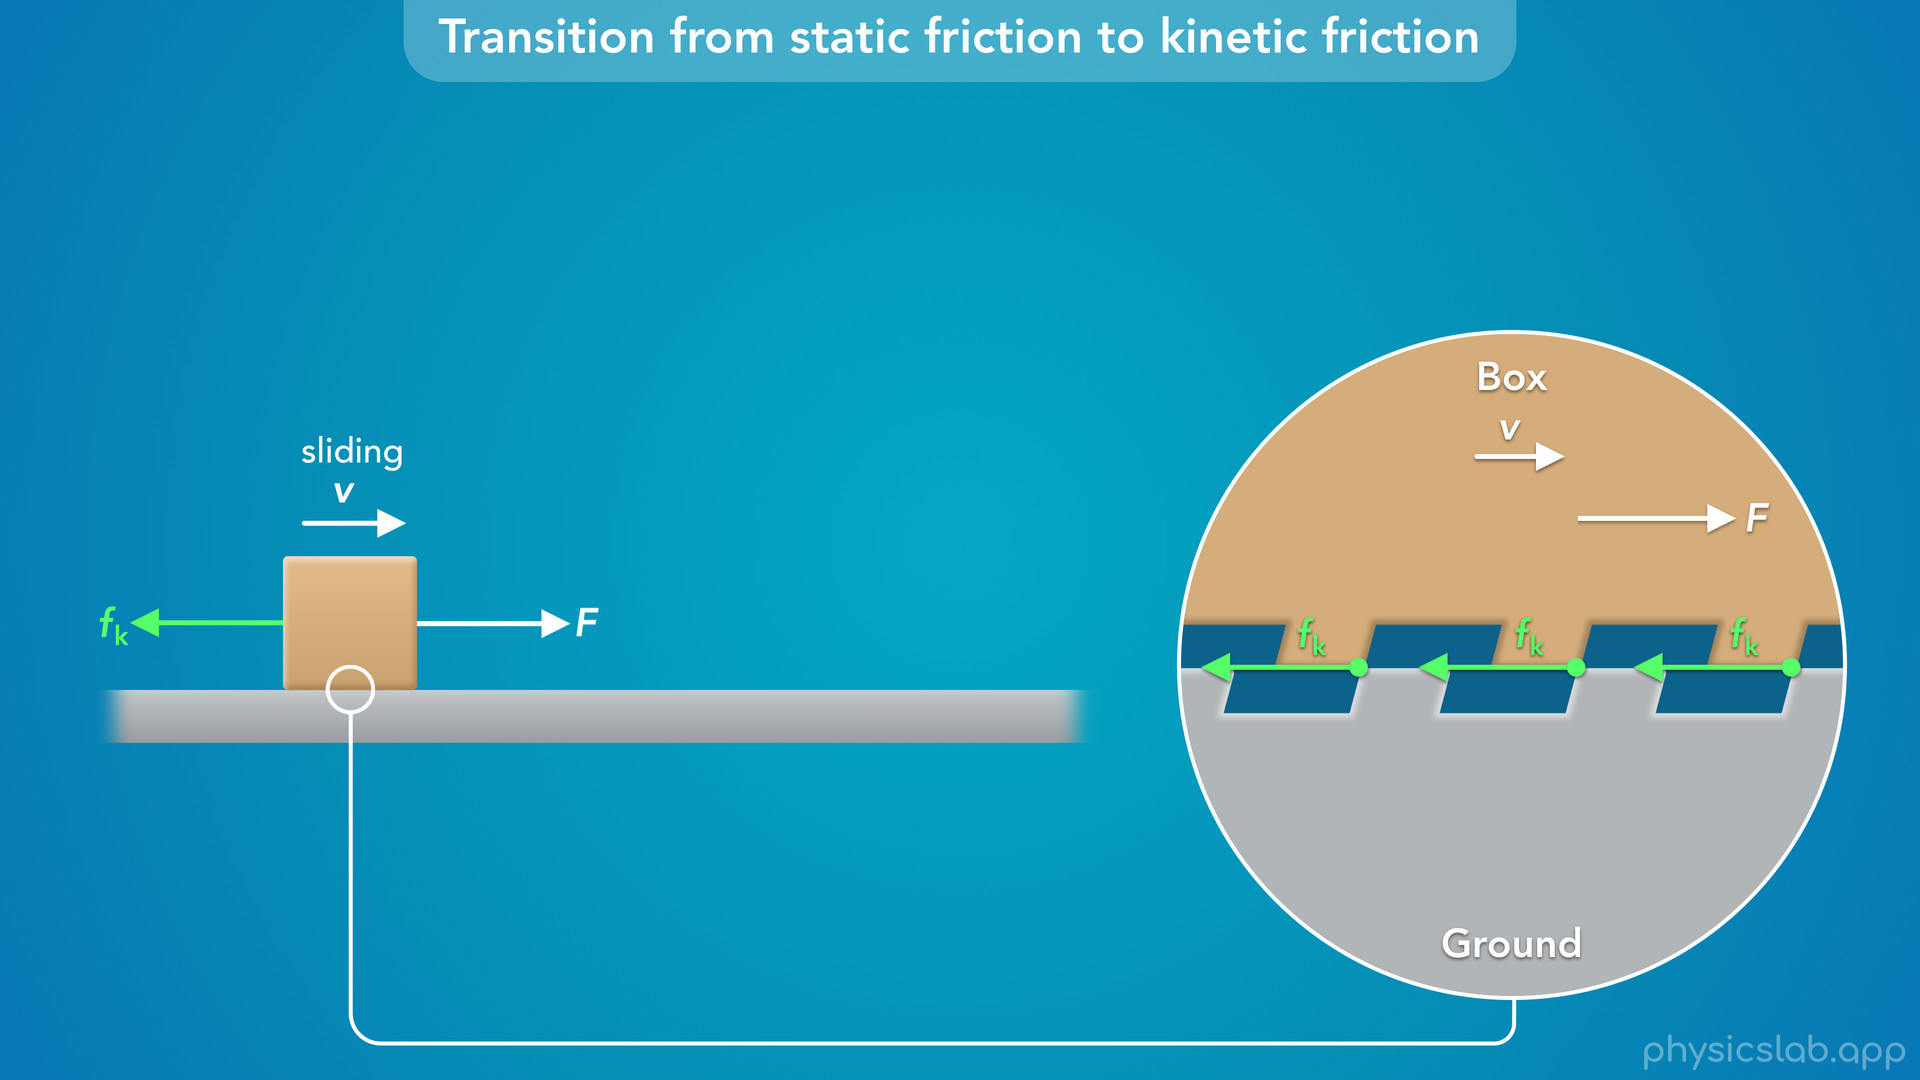 Transition from static friction to kinetic friction
sliding
v
fk
F
Box
v
F
fk
fk
fk
Ground
physicslab.app